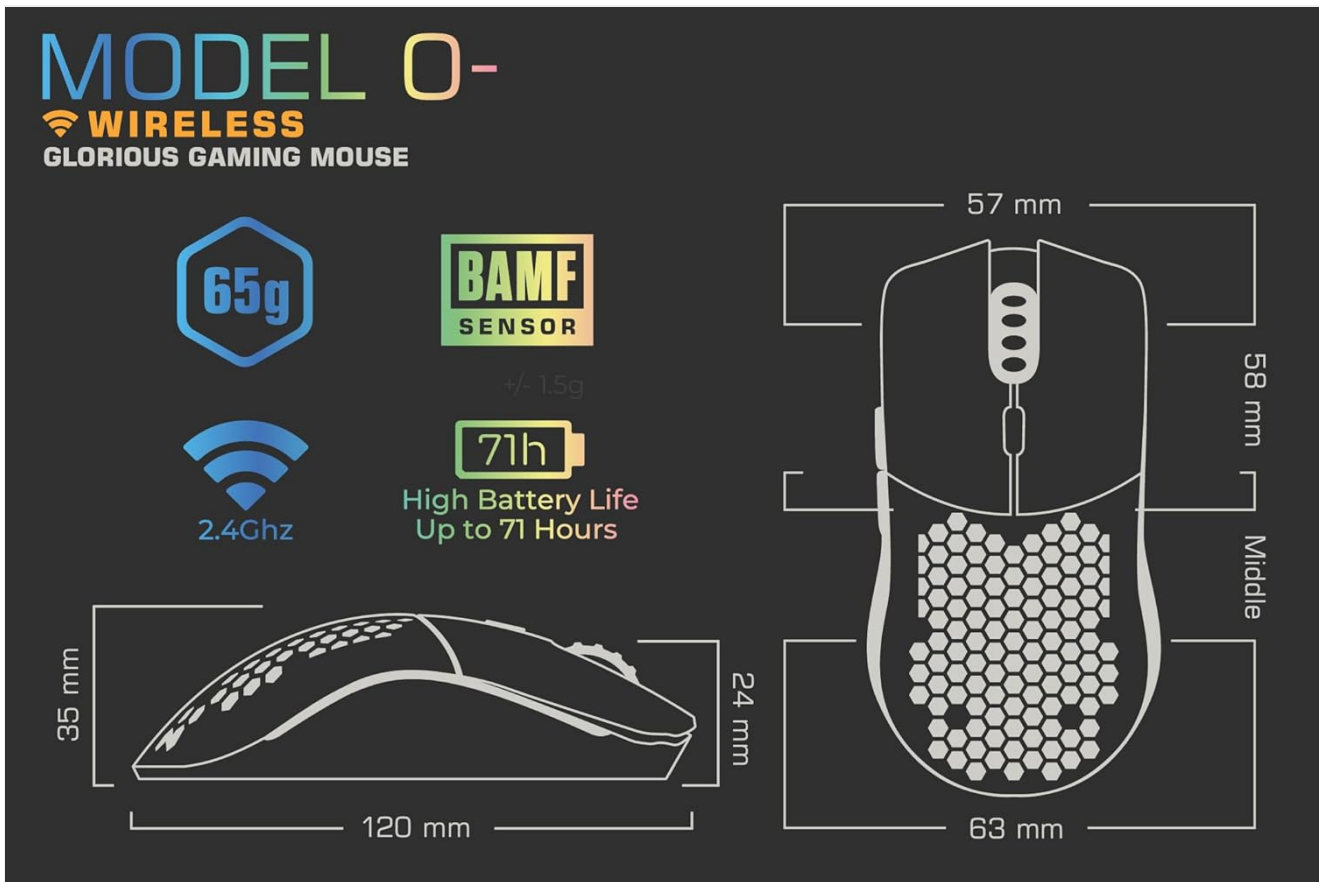 MODEL O-
WIRELESS
GLORIOUS GAMING MOUSE
65g
BAMF
SENSOR
+/- 1.5g
2.4Ghz
71h
High Battery Life
Up to 71 Hours
35 mm
24 mm
120 mm
57 mm
58 mm
Middle
63 mm